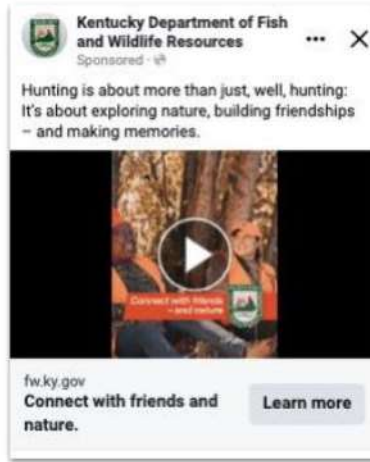 Kentucky Department of Fish
and Wildlife Resources
Sponsored ·
Hunting is about more than just, well, hunting:
It's about exploring nature, building friendships
– and making memories.
Connect with friends
– and nature
fw.ky.gov
Connect with friends and
nature.
Learn more